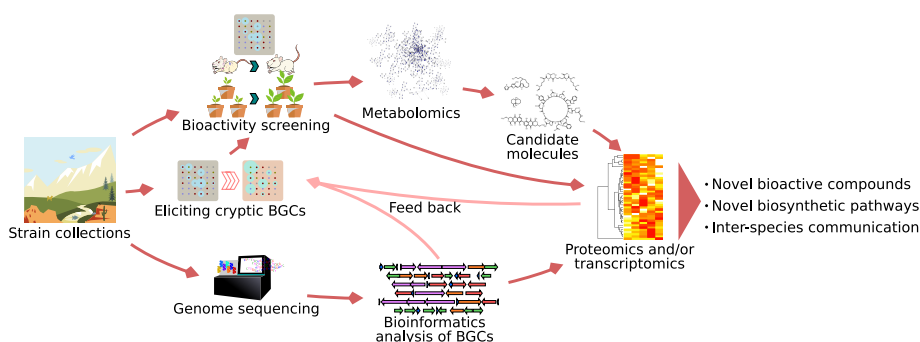 Bioactivity screening
Metabolomics
Candidate
molecules
Strain collections
Eliciting cryptic BGCs
Feed back
Genome sequencing
Bioinformatics
analysis of BGCs
Proteomics and/or
transcriptomics
· Novel bioactive compounds
· Novel biosynthetic pathways
· Inter-species communication